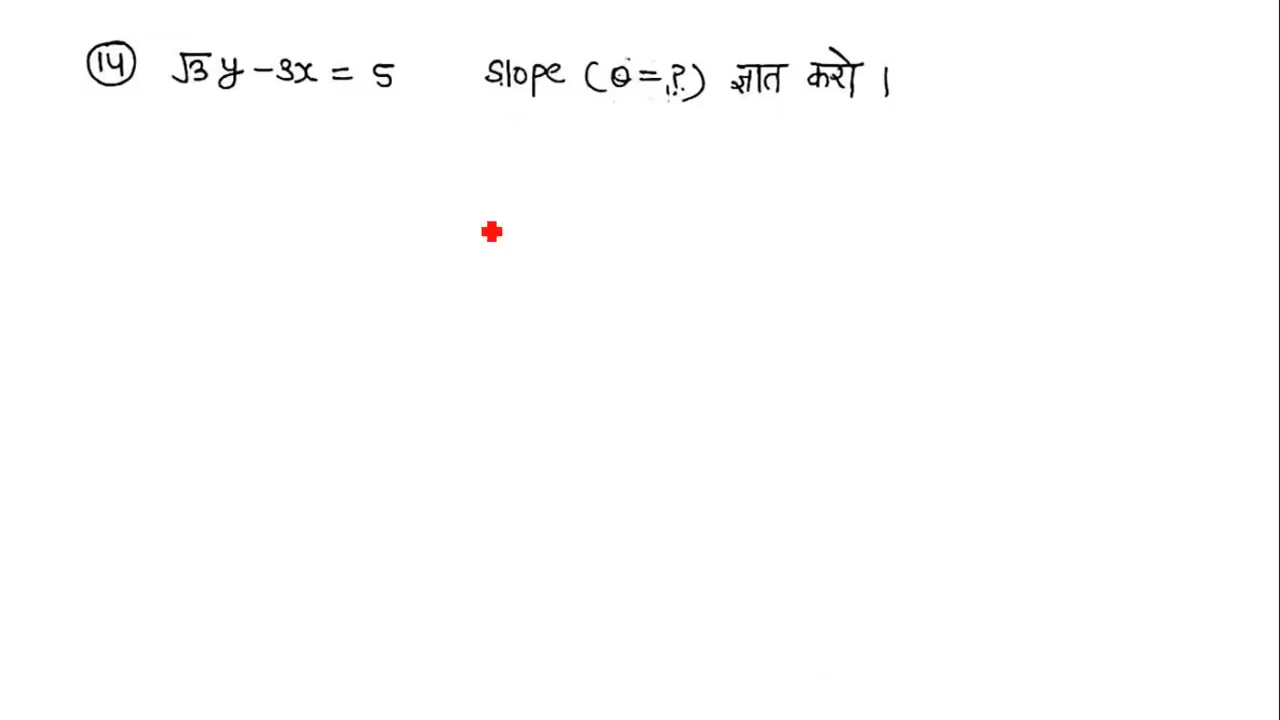 14 √3y - 3x = 5 Slope (θ = ?) ज्ञात करो ।